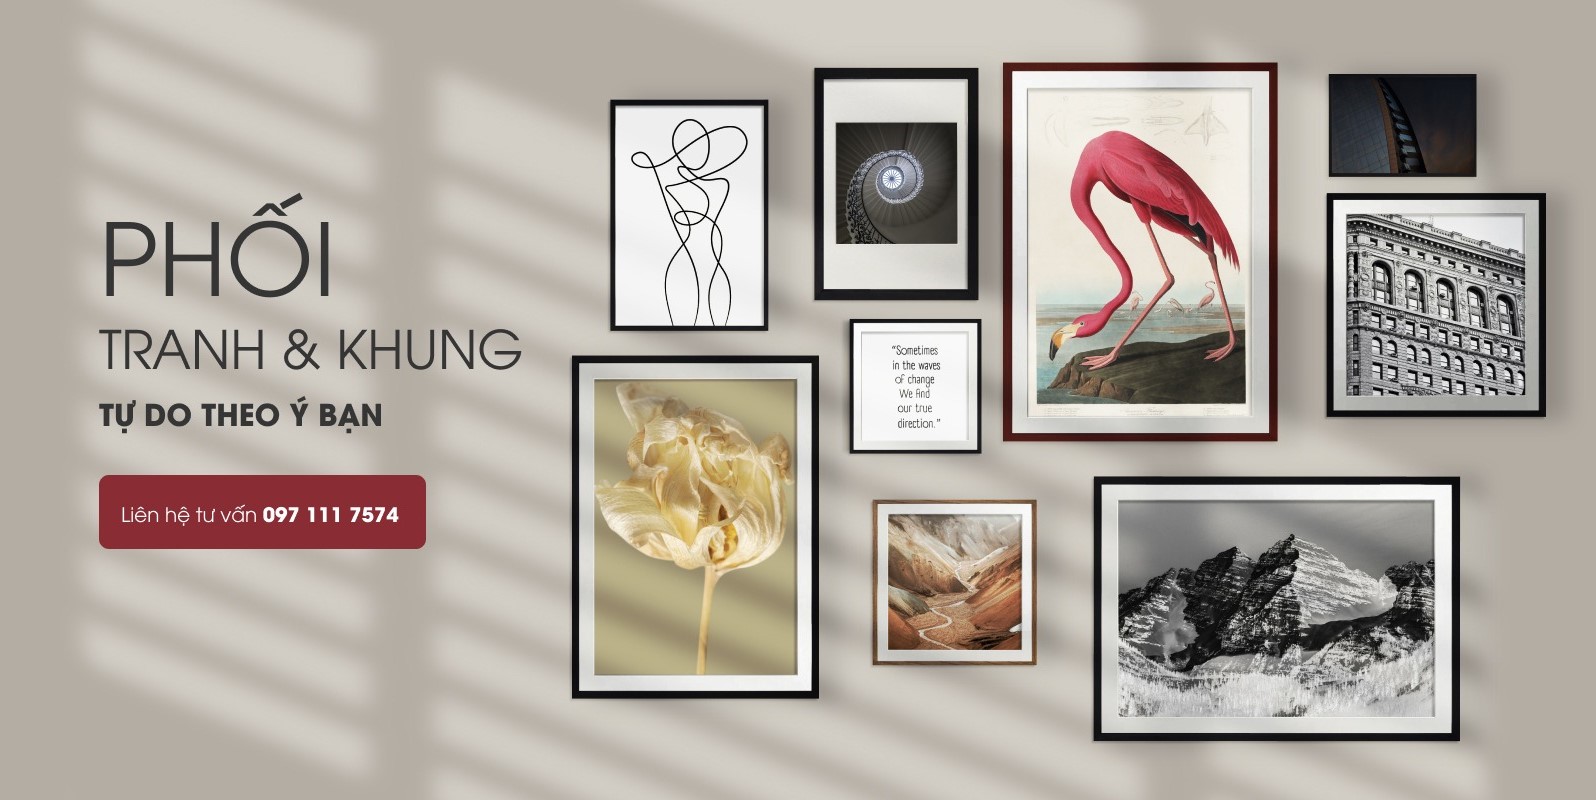 PHỐI
TRANH & KHUNG
TỰ DO THEO Ý BẠN
Liên hệ tư vấn 097 111 7574
“Sometimes
in the waves
of change
We find
our true
direction.”